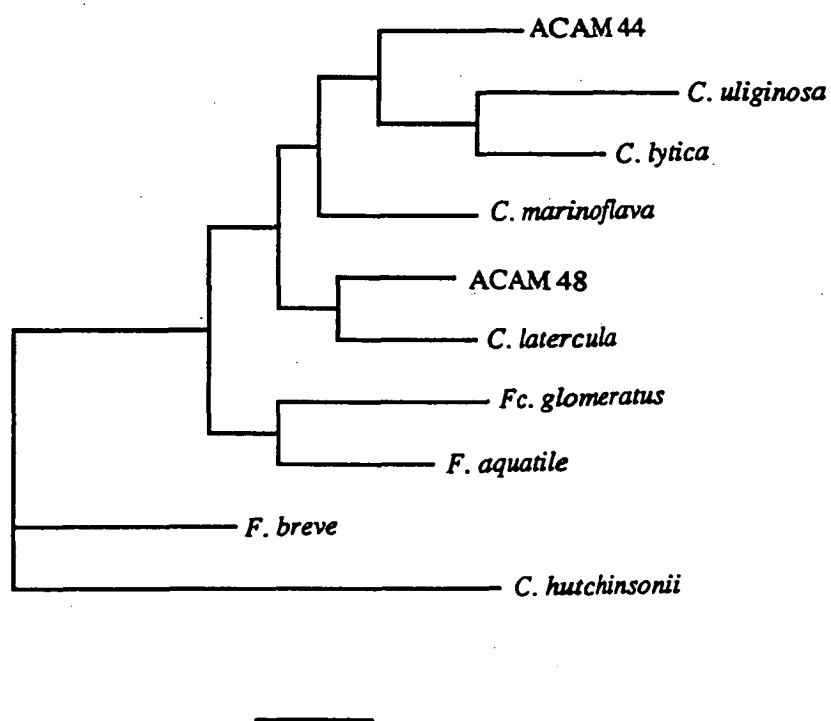 ACAM 44
C. uliginosa
C. lytica
C. marinoflava
ACAM 48
C. latercula
Fc. glomeratus
F. aquatile
F. breve
C. hutchinsonii